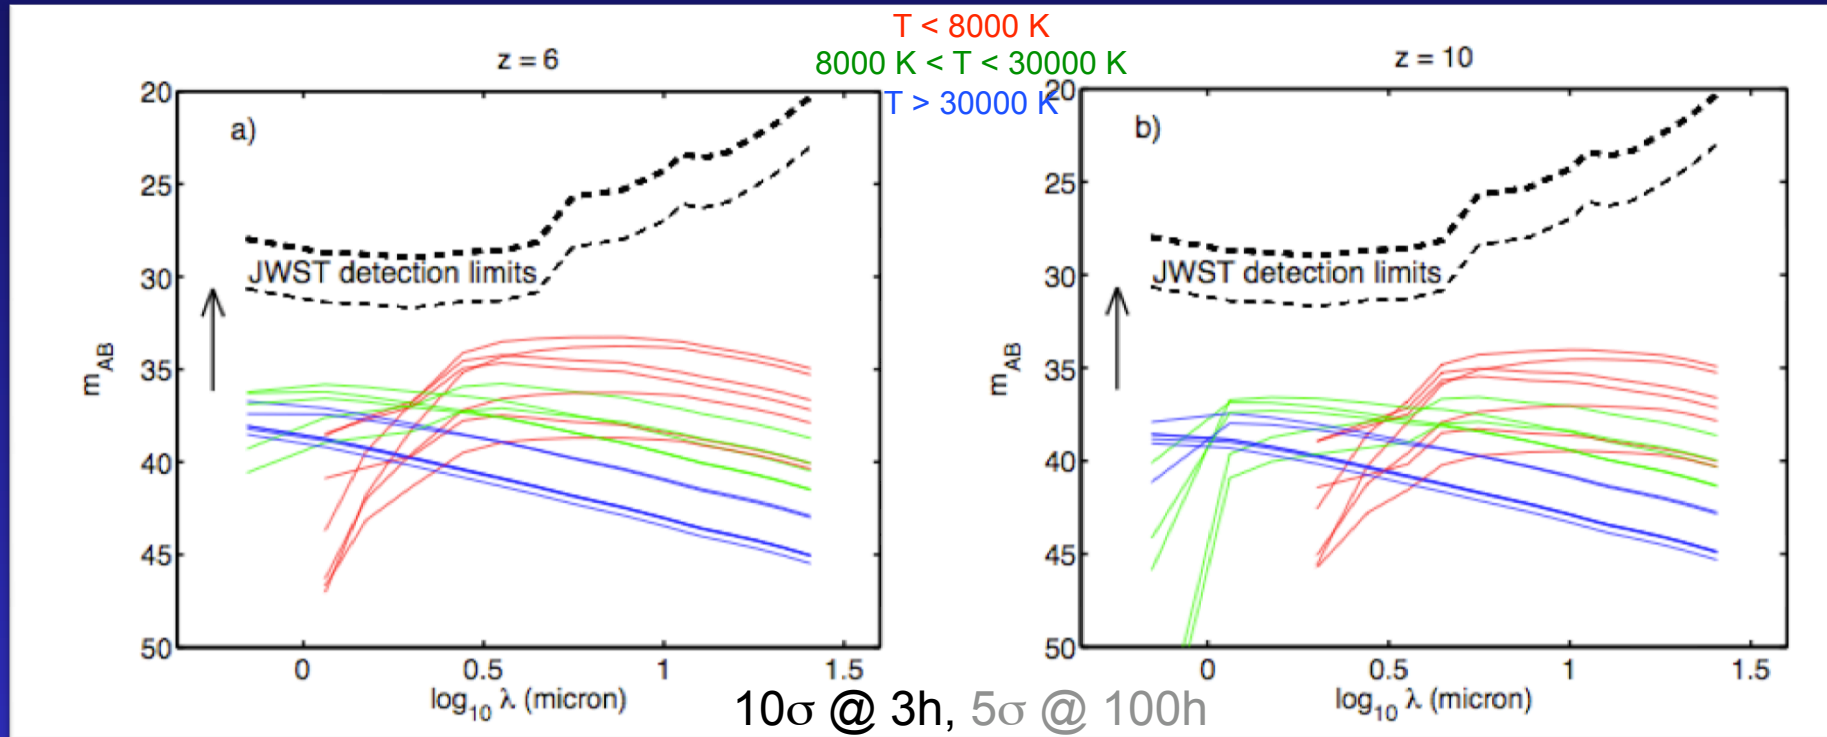 T < 8000 K
8000 K < T < 30000 K
T > 30000 K
z = 6
a)
20
25
30
35
40
45
50
m_AB
JWST detection limits
0
0.5
1
1.5
log₁₀ λ (micron)
z = 10
b)
20
25
30
35
40
45
50
m_AB
JWST detection limits
0
0.5
1
1.5
log₁₀ λ (micron)
10σ @ 3h, 5σ @ 100h